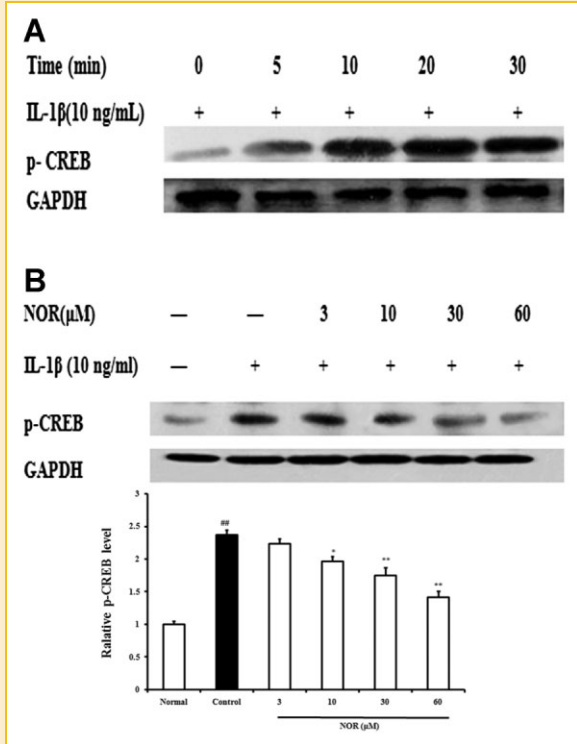 A
Time (min) 0 5 10 20 30
IL-1β(10 ng/mL) + + + + +
p- CREB
GAPDH
B
NOR(μM) — — 3 10 30 60
IL-1β (10 ng/ml) — + + + + +
p-CREB
GAPDH
Ralative p-CREB level
3
2.5
2
1.5
1
0.5
0
##
*
**
**
Normal Control 3 10 30 60
NOR (μM)